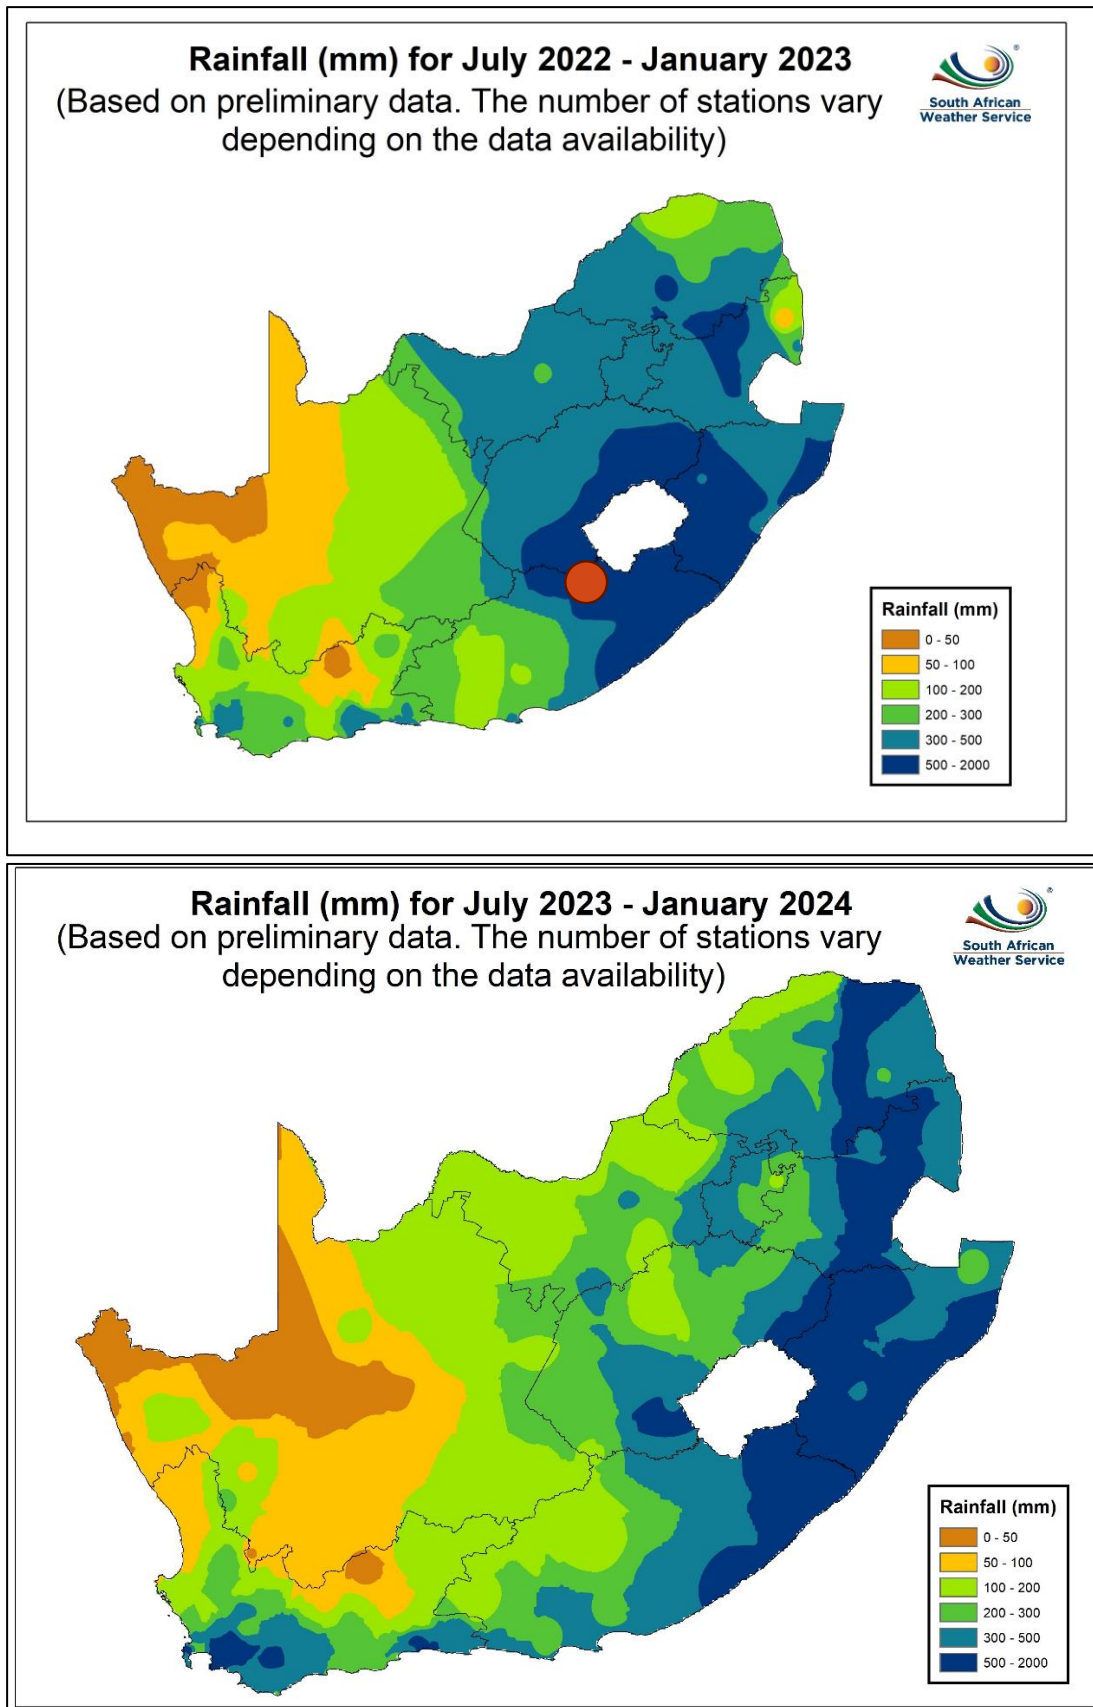 Rainfall (mm) for July 2022 - January 2023
(Based on preliminary data. The number of stations vary
depending on the data availability)
®
South African
Weather Service
Rainfall (mm)
0 - 50
50 - 100
100 - 200
200 - 300
300 - 500
500 - 2000
Rainfall (mm) for July 2023 - January 2024
(Based on preliminary data. The number of stations vary
depending on the data availability)
®
South African
Weather Service
Rainfall (mm)
0 - 50
50 - 100
100 - 200
200 - 300
300 - 500
500 - 2000